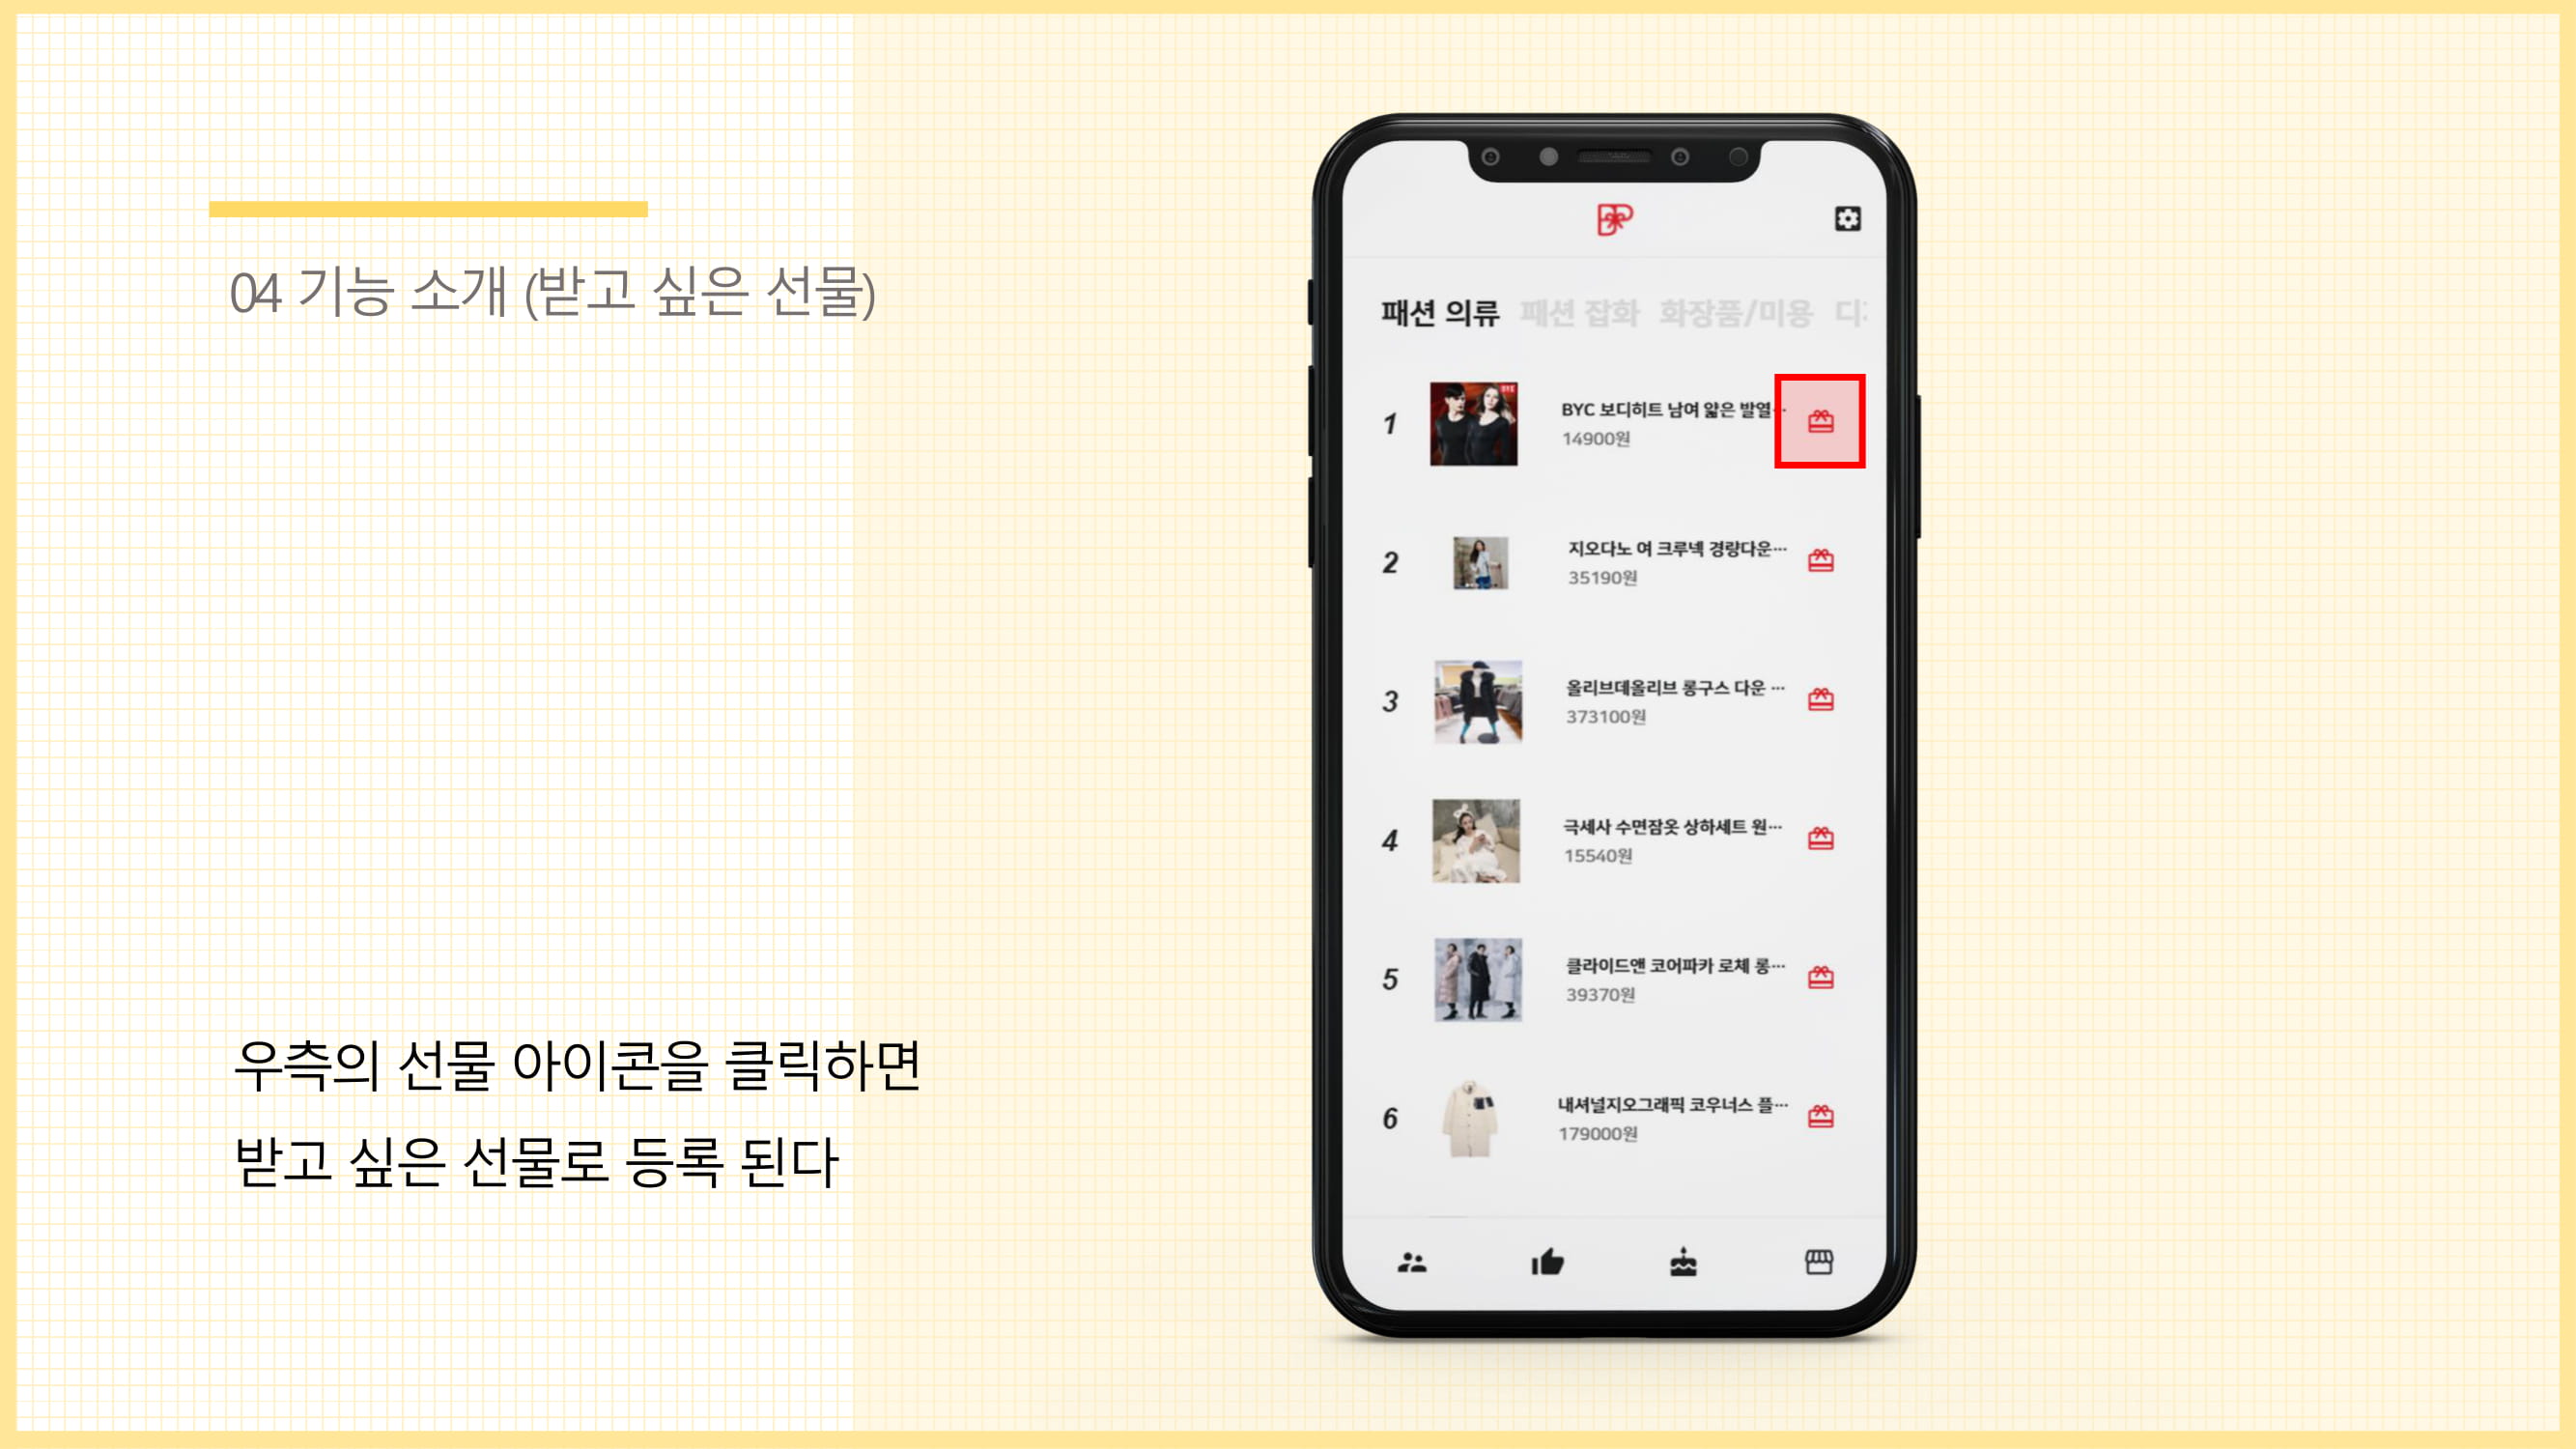 04 기능 소개 (받고 싶은 선물)
우측의 선물 아이콘을 클릭하면
받고 싶은 선물로 등록 된다
패션 의류 패션 잡화 화장품/미용
1
BYC 보디히트 남여 얇은 발열…
14900원
2
지오다노 여 크루넥 경량다운…
35190원
3
올리브데올리브 롱구스 다운 …
373100원
4
극세사 수면잠옷 상하세트 원…
15540원
5
클라이드앤 코어파카 로체 롱…
39370원
6
내셔널지오그래픽 코우너스 플…
179000원